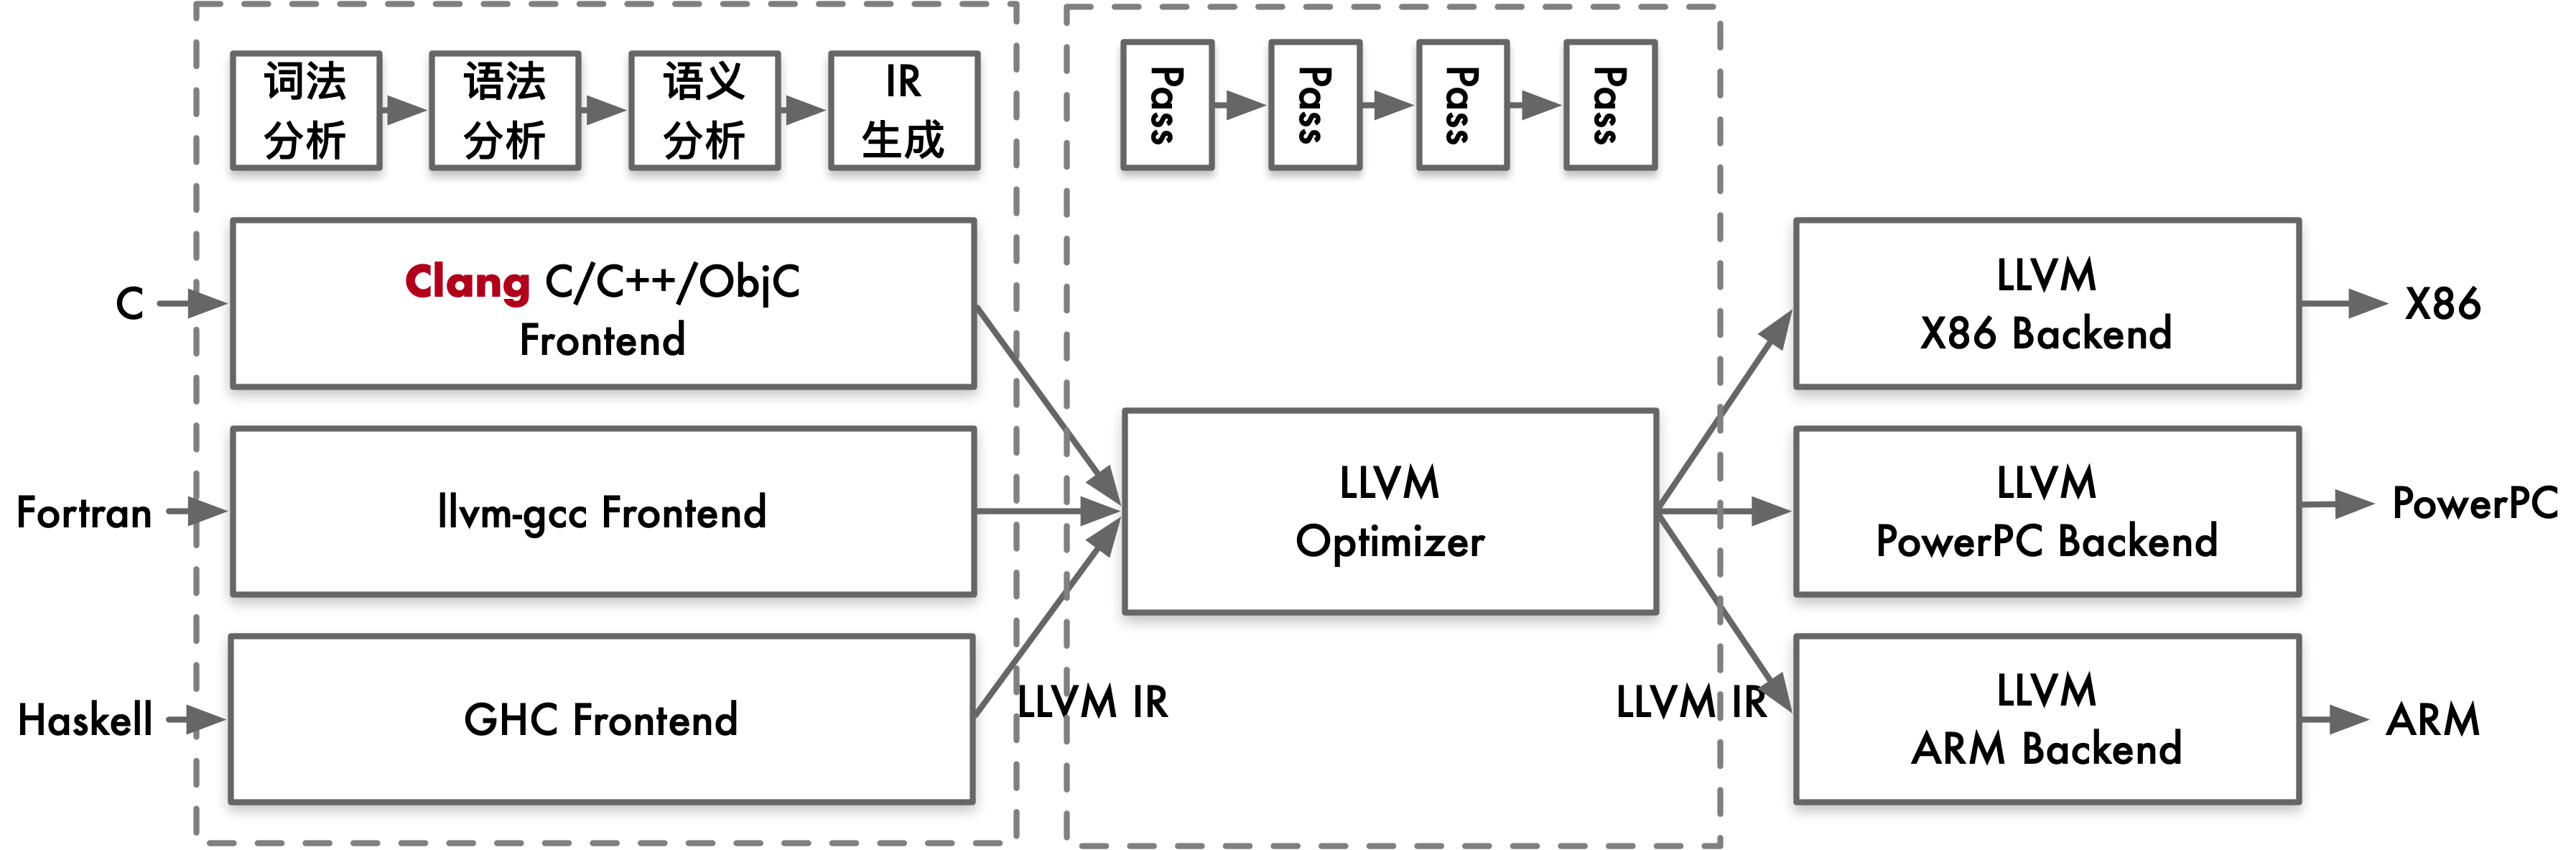 词法
分析
语法
分析
语义
分析
IR
生成
Pass
Pass
Pass
Pass
C
Clang C/C++/ObjC
Frontend
Fortran
llvm-gcc Frontend
Haskell
GHC Frontend
LLVM IR
LLVM
Optimizer
LLVM IR
LLVM
X86 Backend
X86
LLVM
PowerPC Backend
PowerPC
LLVM
ARM Backend
ARM